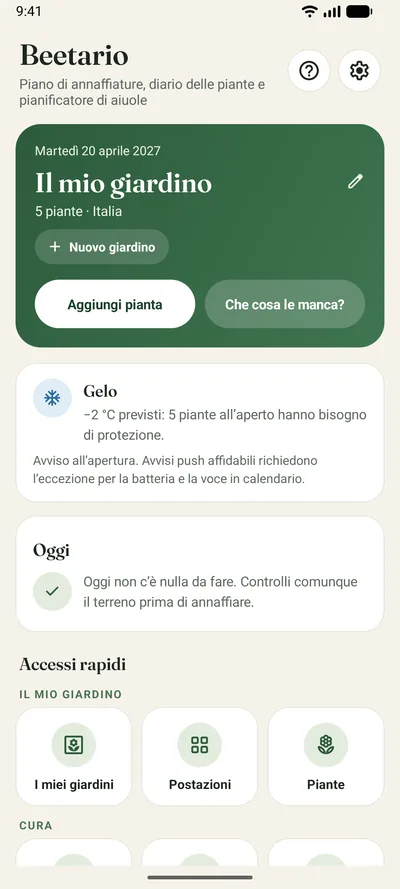 9:41
Beetario
Piano di annaffiature, diario delle piante e
pianificatore di aiuole
Martedì 20 aprile 2027
Il mio giardino
5 piante · Italia
+ Nuovo giardino
Aggiungi pianta
Che cosa le manca?
Gelo
−2 °C previsti: 5 piante all'aperto hanno bisogno
di protezione.
Avviso all'apertura. Avvisi push affidabili richiedono
l'eccezione per la batteria e la voce in calendario.
Oggi
Oggi non c'è nulla da fare. Controlli comunque
il terreno prima di annaffiare.
Accessi rapidi
IL MIO GIARDINO
I miei giardini
Postazioni
Piante
CURA